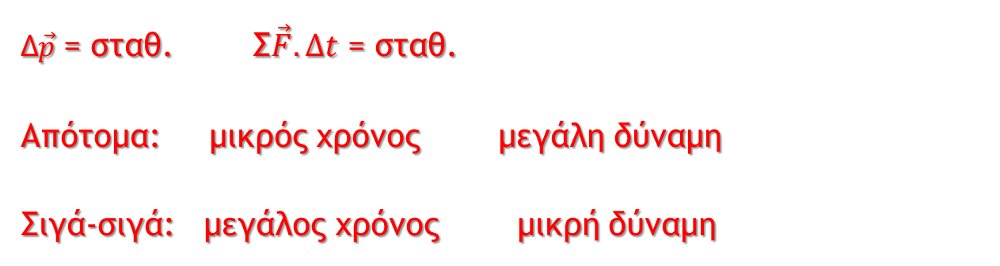 Δp⃗ = σταθ. ΣF⃗ . Δt = σταθ.
Απότομα: μικρός χρόνος μεγάλη δύναμη
Σιγά-σιγά: μεγάλος χρόνος μικρή δύναμη